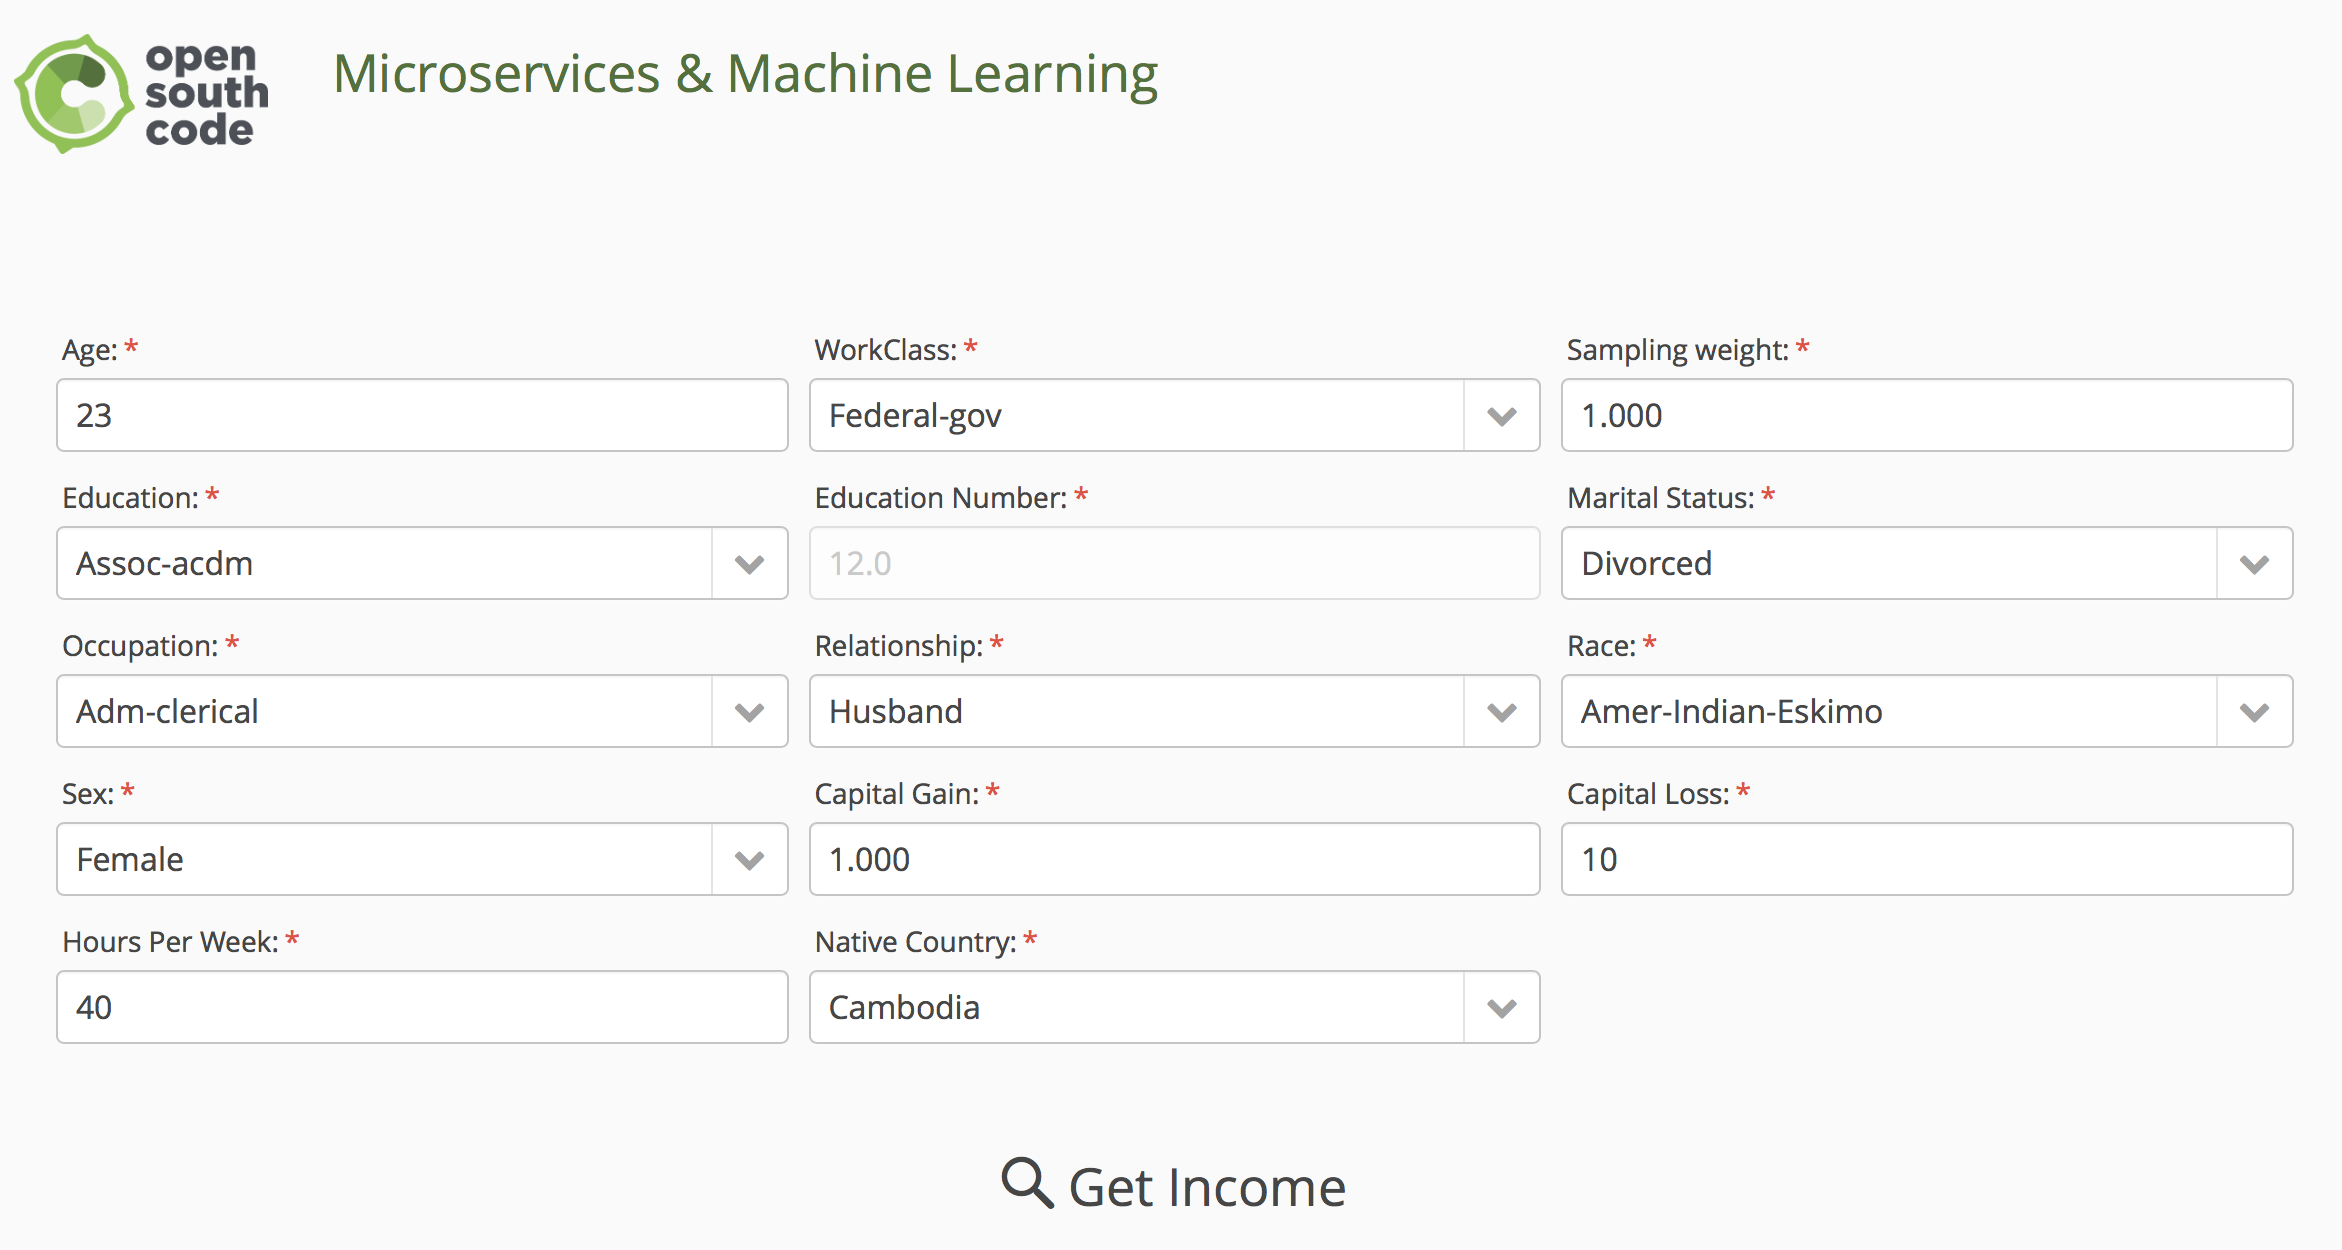 open
south
code
Microservices & Machine Learning
Age: *
WorkClass: *
Sampling weight: *
23
Federal-gov
1.000
Education: *
Education Number: *
Marital Status: *
Assoc-acdm
12.0
Divorced
Occupation: *
Relationship: *
Race: *
Adm-clerical
Husband
Amer-Indian-Eskimo
Sex: *
Capital Gain: *
Capital Loss: *
Female
1.000
10
Hours Per Week: *
Native Country: *
40
Cambodia
Get Income